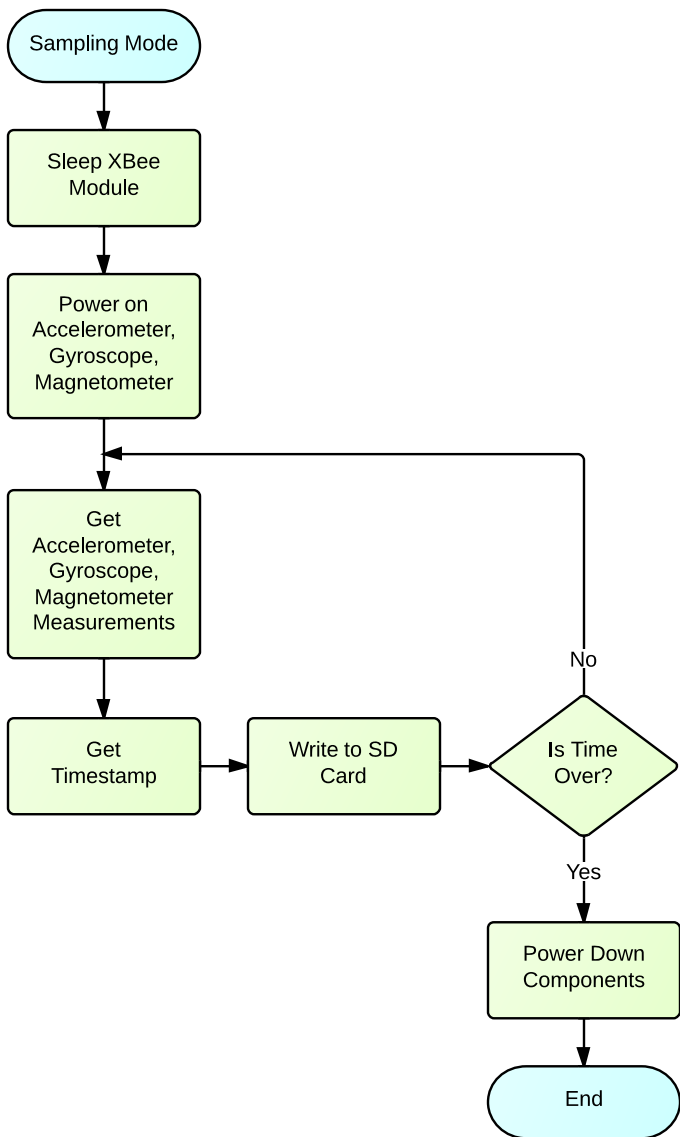 Sampling Mode
Sleep XBee
Module
Power on
Accelerometer,
Gyroscope,
Magnetometer
Get
Accelerometer,
Gyroscope,
Magnetometer
Measurements
Get
Timestamp
Write to SD
Card
Is Time
Over?
No
Yes
Power Down
Components
End